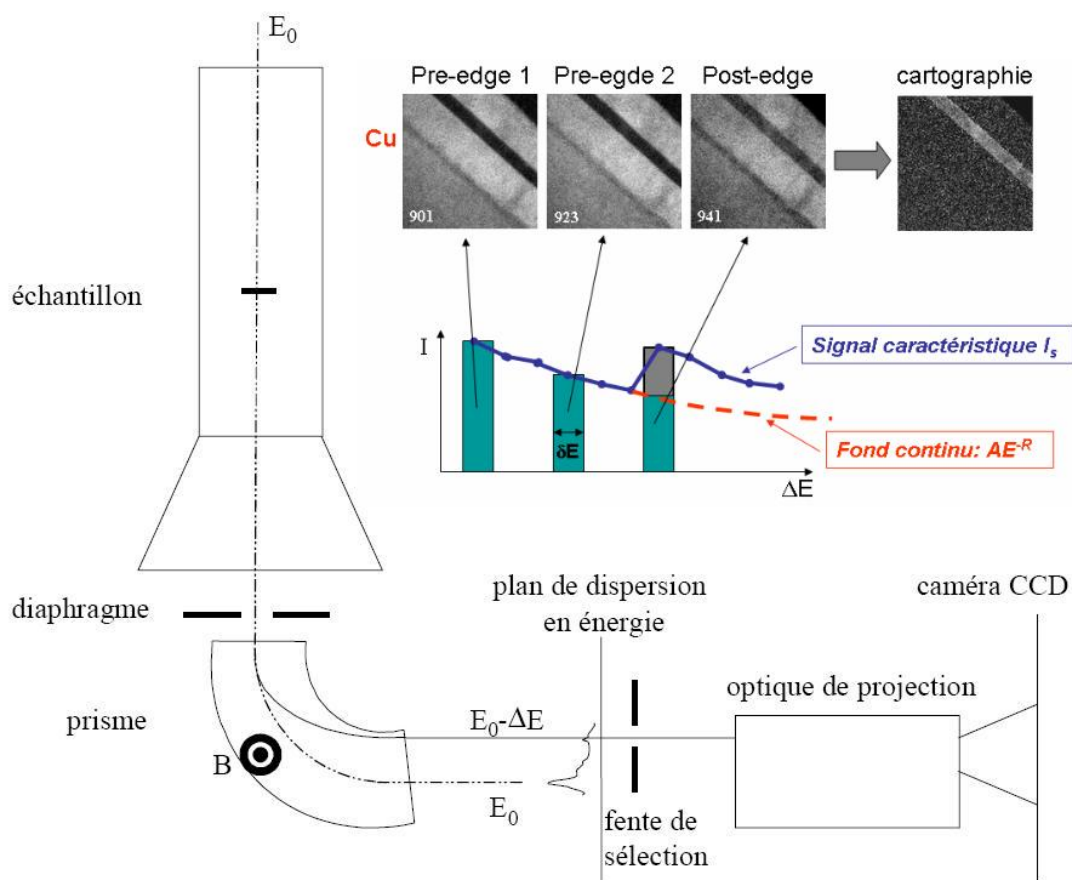 E0
Pre-edge 1
Pre-egde 2
Post-edge
cartographie
Cu
901
923
941
échantillon
I
Signal caractéristique Is
δE
Fond continu: AE-R
ΔE
plan de dispersion
en énergie
caméra CCD
diaphragme
optique de projection
prisme
E0-ΔE
B
E0
fente de
sélection